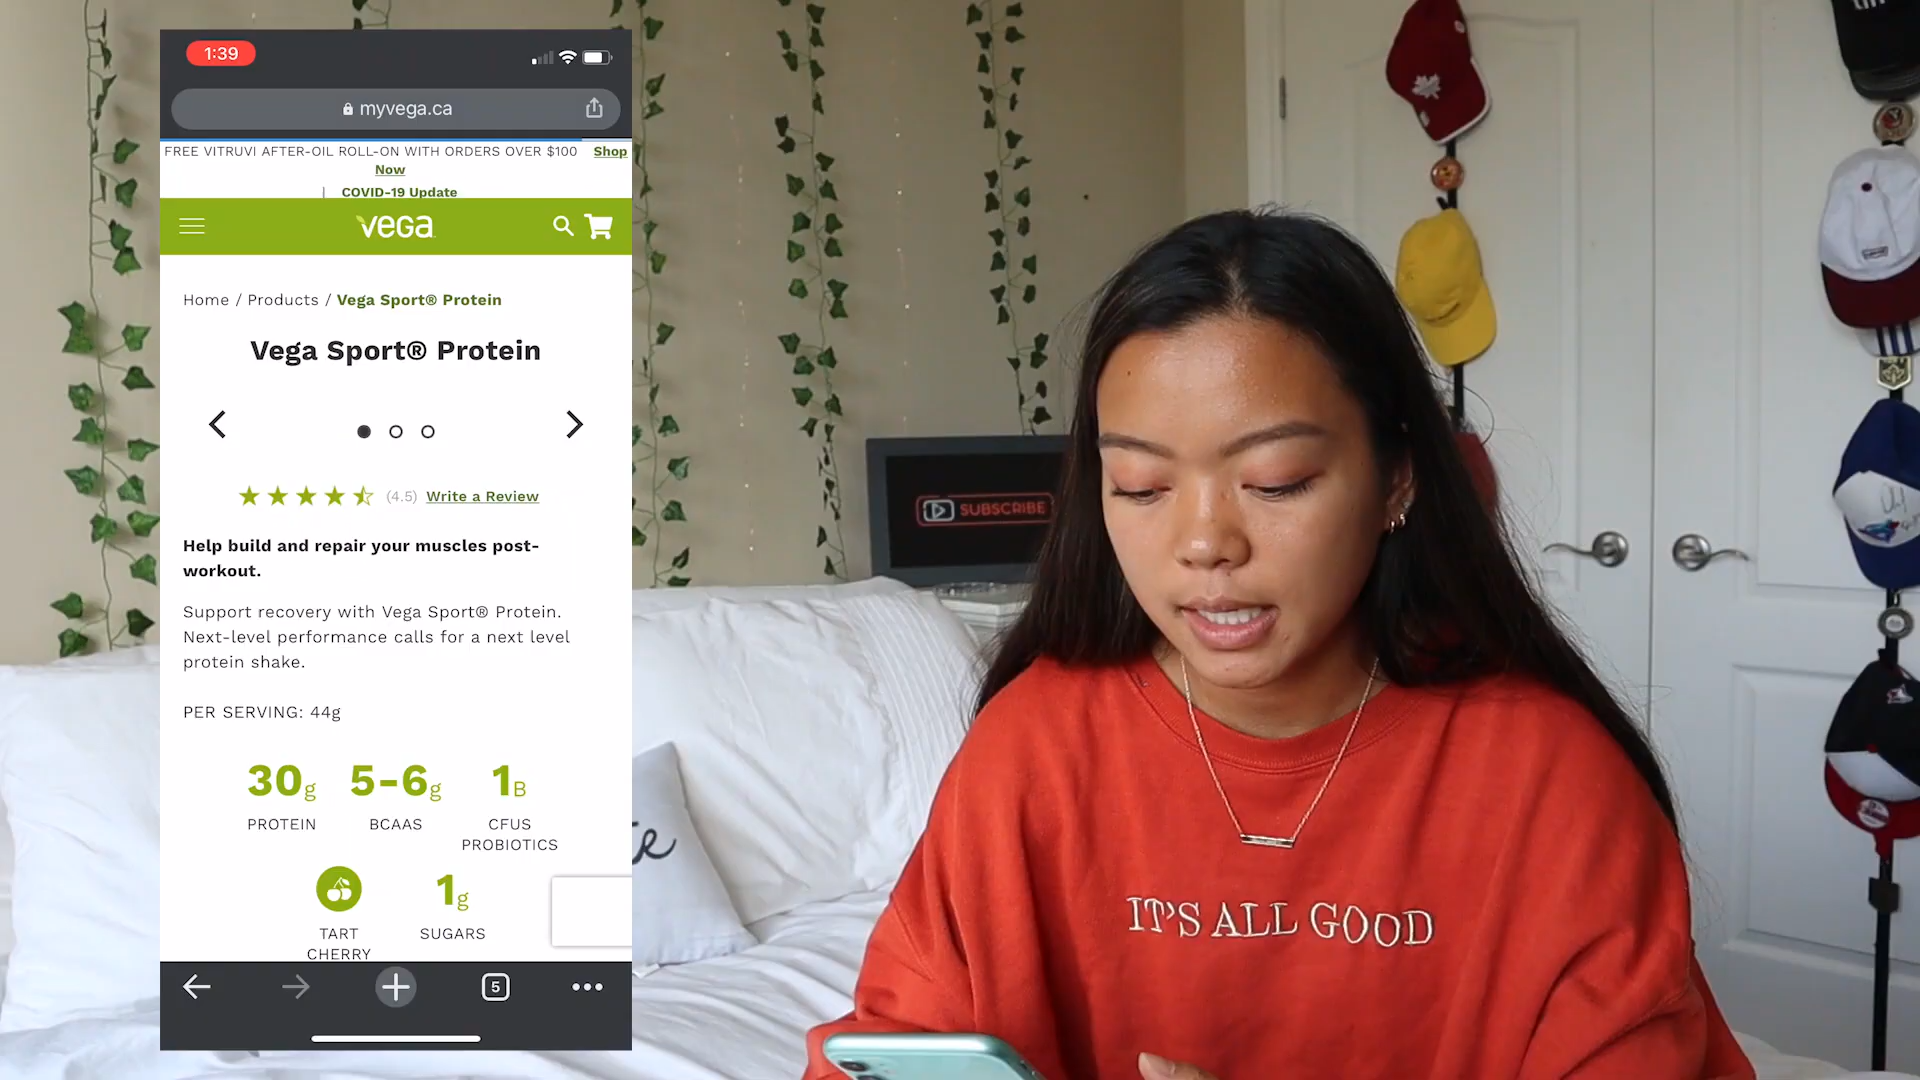 1:39
myvega.ca
FREE VITRUVI AFTER-OIL ROLL-ON WITH ORDERS OVER $100 Shop
Now
| COVID-19 Update
vega
Home / Products / Vega Sport® Protein
Vega Sport® Protein
(4.5) Write a Review
Help build and repair your muscles post-
workout.
Support recovery with Vega Sport® Protein.
Next-level performance calls for a next level
protein shake.
PER SERVING: 44g
30g 5-6g 1B
PROTEIN BCAAS CFUS
PROBIOTICS
1g
TART SUGARS
CHERRY
5
SUBSCRIBE
IT'S ALL GOOD